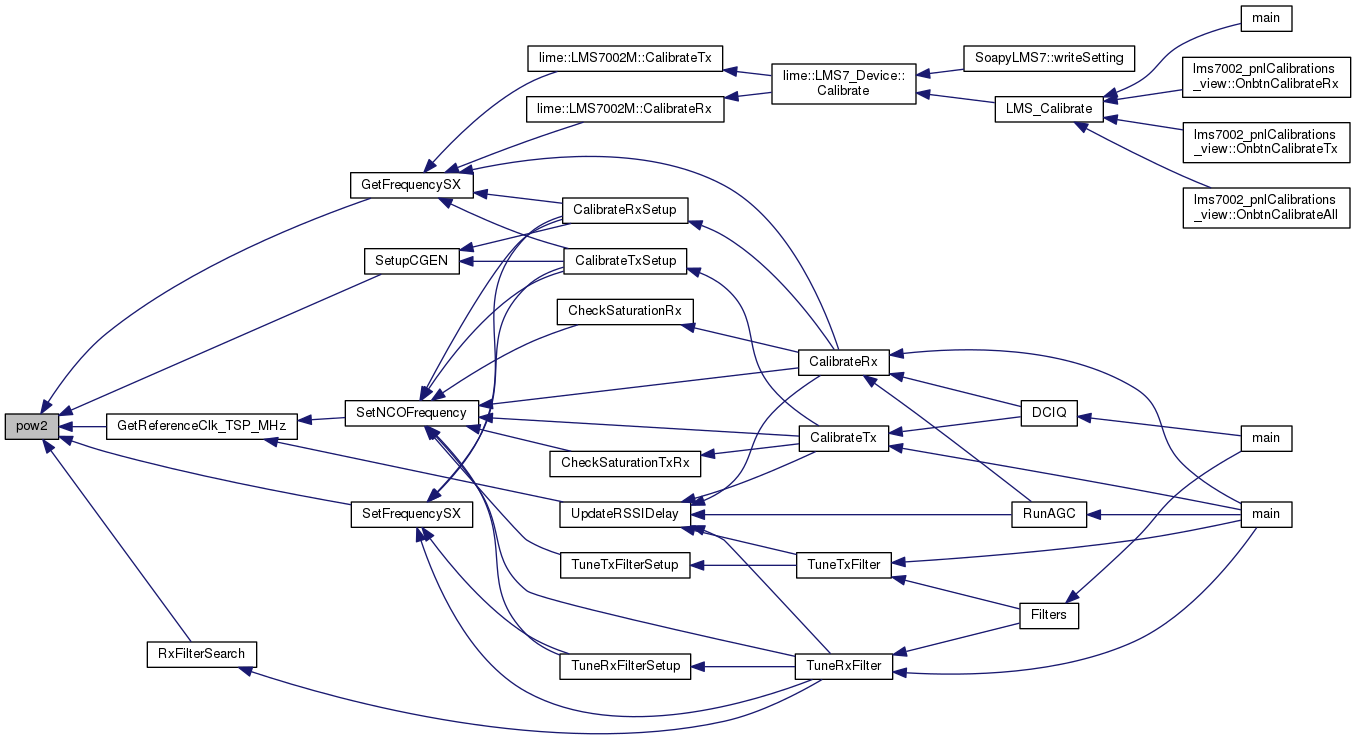 main
lime::LMS7002M::CalibrateTx
SoapyLMS7::writeSetting
lms7002_pnlCalibrations
_view::OnbtnCalibrateRx
lime::LMS7_Device::
Calibrate
lime::LMS7002M::CalibrateRx
LMS_Calibrate
lms7002_pnlCalibrations
_view::OnbtnCalibrateTx
GetFrequencySX
lms7002_pnlCalibrations
_view::OnbtnCalibrateAll
CalibrateRxSetup
SetupCGEN
CalibrateTxSetup
CheckSaturationRx
CalibrateRx
pow2
GetReferenceClk_TSP_MHz
SetNCOFrequency
DCIQ
CalibrateTx
main
CheckSaturationTxRx
SetFrequencySX
UpdateRSSIDelay
RunAGC
main
TuneTxFilterSetup
TuneTxFilter
Filters
RxFilterSearch
TuneRxFilterSetup
TuneRxFilter